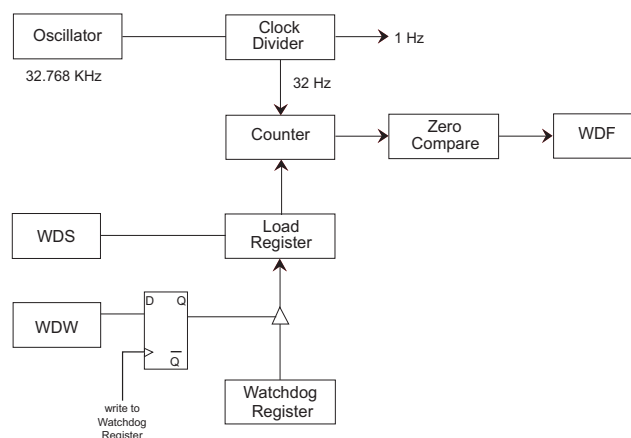 Oscillator
Clock
Divider
1 Hz
32.768 KHz
32 Hz
Counter
Zero
Compare
WDF
WDS
Load
Register
WDW
D
Q
Q
write to
Watchdog
Register
Watchdog
Register